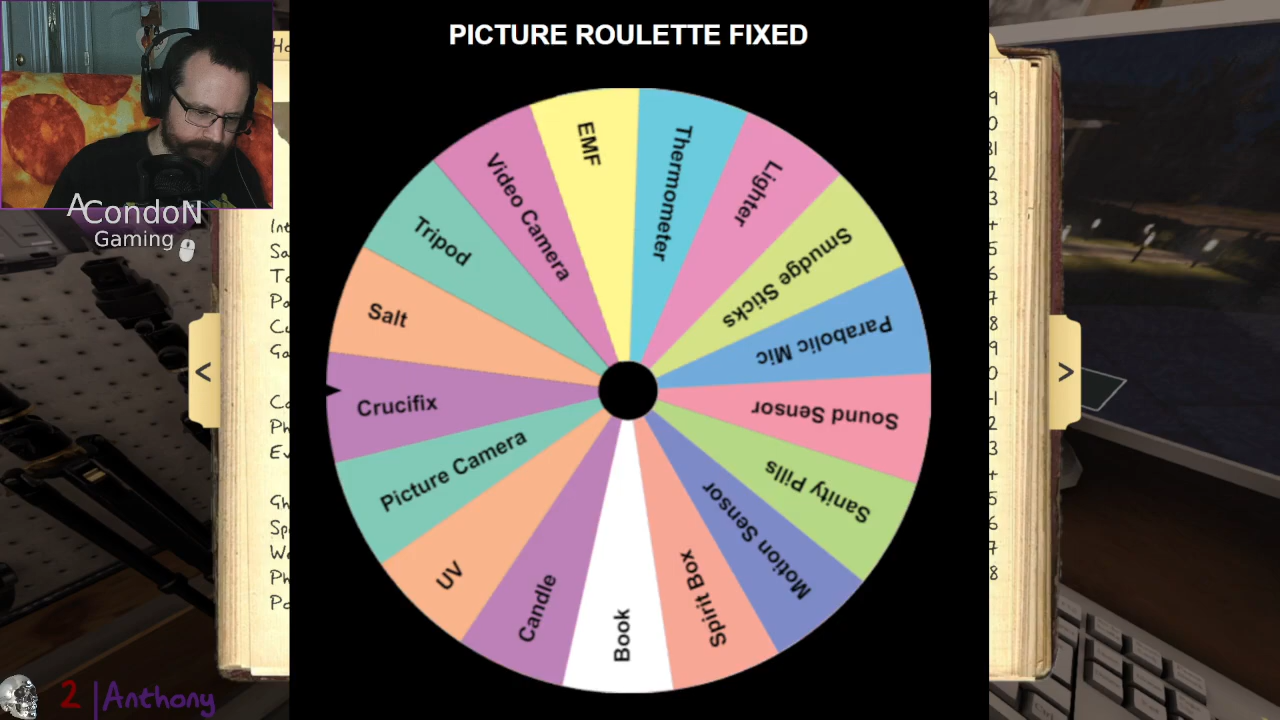 PICTURE ROULETTE FIXED
EMF
Thermometer
Lighter
Smudge Sticks
Parabolic Mic
Sound Sensor
Sanity Pills
Motion Sensor
Spirit Box
Book
Candle
UV
Picture Camera
Crucifix
Salt
Tripod
Video Camera
ACondoN
Gaming
<
>
2 | Anthony